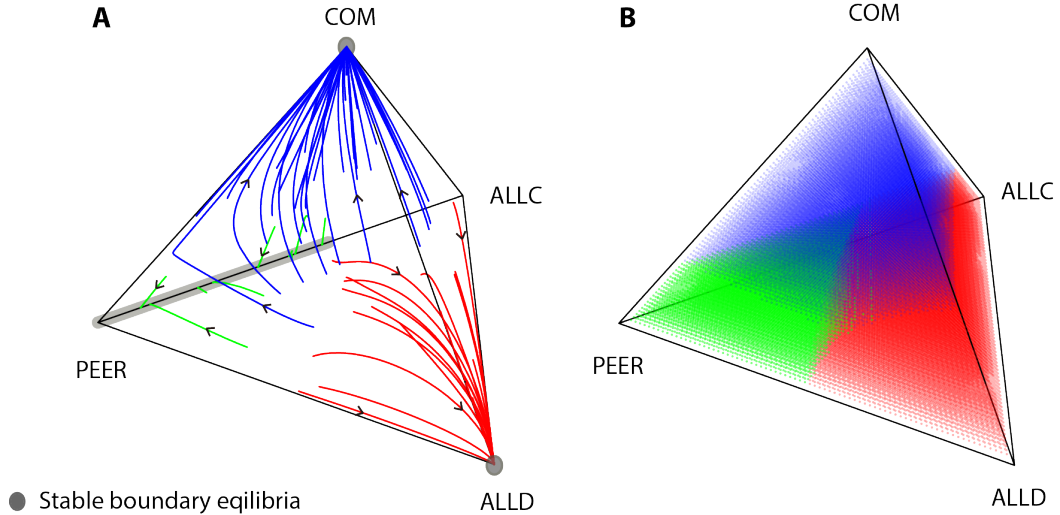 A
COM
ALLC
PEER
ALLD
Stable boundary eqilibria
B
COM
ALLC
PEER
ALLD